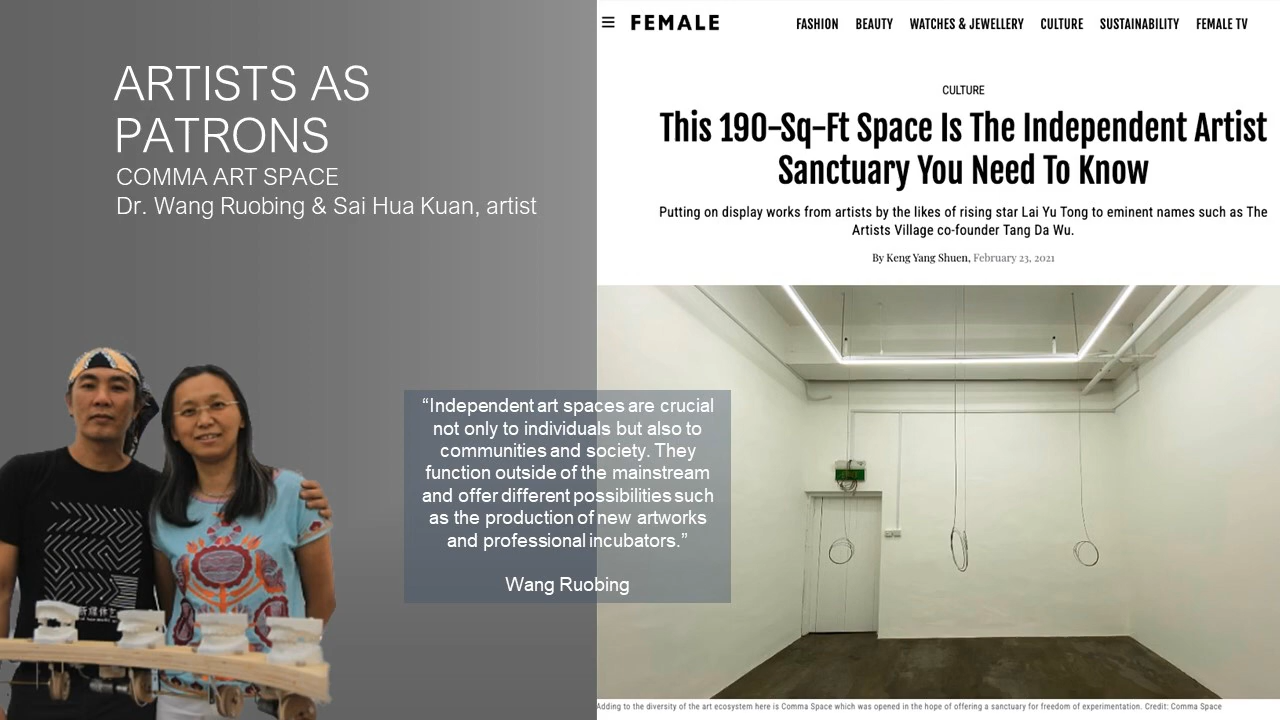 ARTISTS AS
PATRONS
COMMA ART SPACE
Dr. Wang Ruobing & Sai Hua Kuan, artist
“Independent art spaces are crucial
not only to individuals but also to
communities and society. They
function outside of the mainstream
and offer different possibilities such
as the production of new artworks
and professional incubators.”
Wang Ruobing
FEMALE
FASHION BEAUTY WATCHES & JEWELLERY CULTURE SUSTAINABILITY FEMALE TV
CULTURE
This 190-Sq-Ft Space Is The Independent Artist
Sanctuary You Need To Know
Putting on display works from artists by the likes of rising star Lai Yu Tong to eminent names such as The
Artists Village co-founder Tang Da Wu.
By Keng Yang Shuen, February 23, 2021
Adding to the diversity of the art ecosystem here is Comma Space which was opened in the hope of offering a sanctuary for freedom of experimentation. Credit: Comma Space